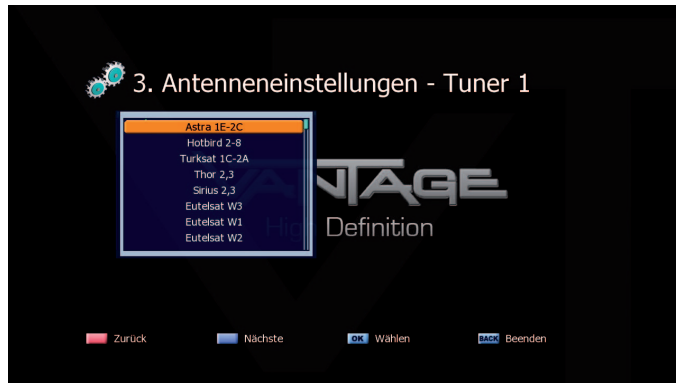 3. Antenneneinstellungen - Tuner 1
Astra 1E-2C
Hotbird 2-8
Turksat 1C-2A
Thor 2,3
Sirius 2,3
Eutelsat W3
Eutelsat W1
Eutelsat W2
VANTAGE
High Definition
Zurück
Nächste
OK Wählen
BACK Beenden